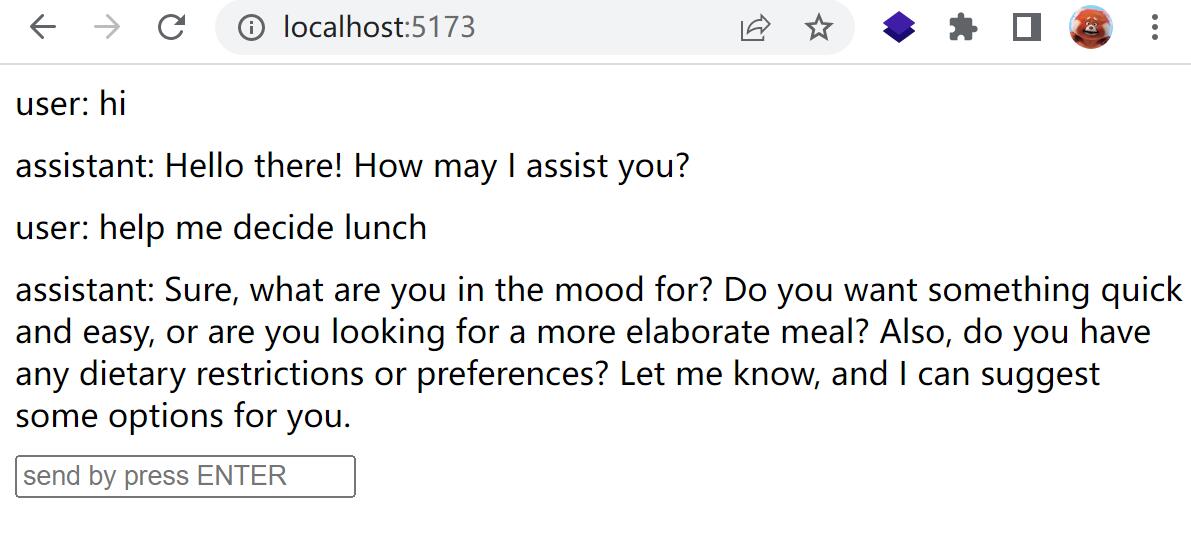 localhost:5173
user: hi
assistant: Hello there! How may I assist you?
user: help me decide lunch
assistant: Sure, what are you in the mood for? Do you want something quick
and easy, or are you looking for a more elaborate meal? Also, do you have
any dietary restrictions or preferences? Let me know, and I can suggest
some options for you.
send by press ENTER